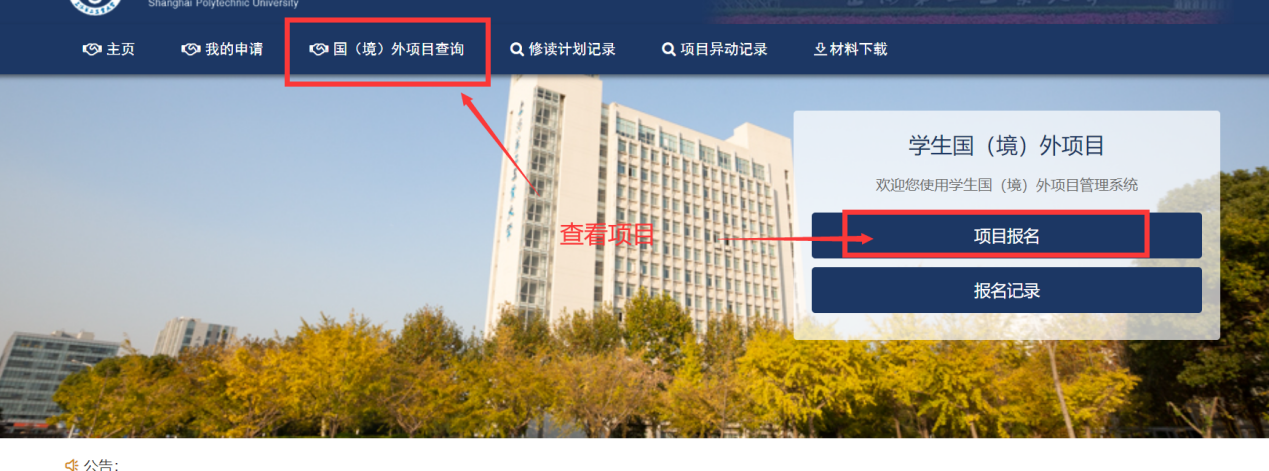 Shanghai Polytechnic University
主页
我的申请
国（境）外项目查询
修读计划记录
项目异动记录
材料下载
学生国（境）外项目
欢迎您使用学生国（境）外项目管理系统
查看项目
项目报名
报名记录
公告：